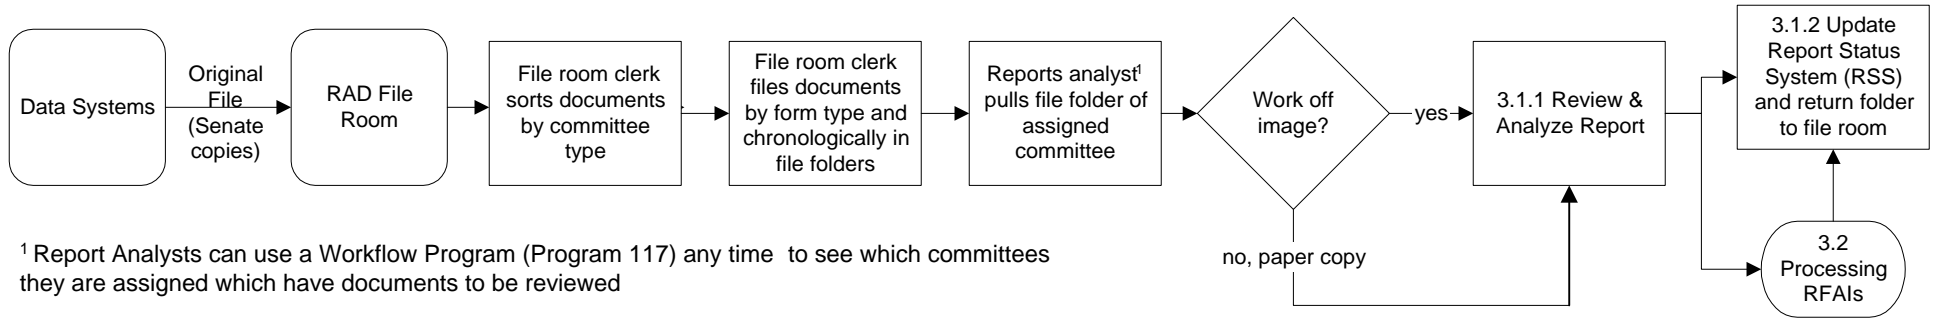 Data Systems
Original
File
(Senate
copies)
RAD File
Room
File room clerk
sorts documents
by committee
type
File room clerk
files documents
by form type and
chronologically in
file folders
Reports analyst¹
pulls file folder of
assigned
committee
Work off
image?
yes
no, paper copy
3.1.1 Review &
Analyze Report
3.1.2 Update
Report Status
System (RSS)
and return folder
to file room
3.2
Processing
RFAIs
¹ Report Analysts can use a Workflow Program (Program 117) any time to see which committees
they are assigned which have documents to be reviewed